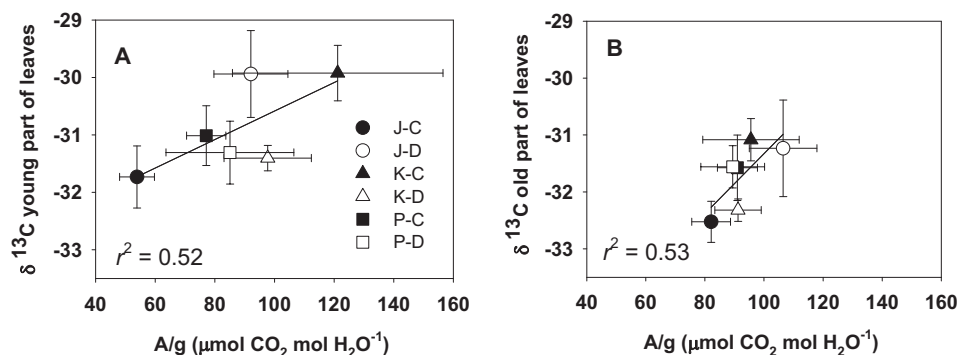 A
δ ¹³C young part of leaves
-29
-30
-31
-32
-33
J-C
J-D
K-C
K-D
P-C
P-D
r² = 0.52
40 60 80 100 120 140 160
A/g (μmol CO₂ mol H₂O⁻¹)
B
δ ¹³C old part of leaves
-29
-30
-31
-32
-33
r² = 0.53
40 60 80 100 120 140 160
A/g (μmol CO₂ mol H₂O⁻¹)